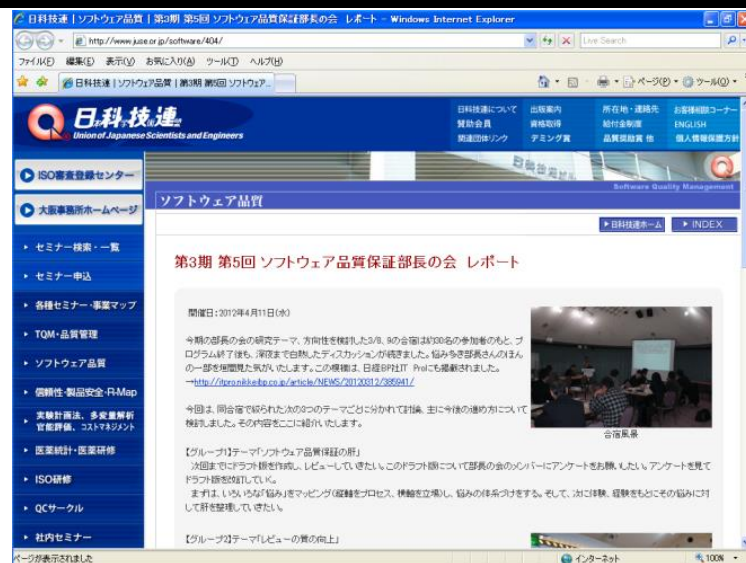 日科技連 | ソフトウェア品質 | 第3期 第5回 ソフトウェア品質保証部長の会 レポート - Windows Internet Explorer
http://www.juse.or.jp/software/404/
Live Search
ファイル(F) 編集(E) 表示(V) お気に入り(A) ツール(T) ヘルプ(H)
日科技連 | ソフトウェア品質 | 第3期 第5回 ソフトウェア...
ページ(P) ツール(O)
日科技連
Union of Japanese Scientists and Engineers
日科技連について 出版案内 所在地・連絡先 お客様相談コーナー
賛助会員 資格取得 給付金制度 ENGLISH
関連団体リンク デミング賞 品質奨励賞 他 個人情報保護方針
ISO審査登録センター
大阪事務所ホームページ
セミナー検索・一覧
セミナー申込
各種セミナー・事業マップ
TQM・品質管理
ソフトウェア品質
信頼性・製品安全・R-Map
実験計画法、多変量解析
官能評価、コストマネジメント
医薬統計・医薬研修
ISO研修
QCサークル
社内セミナー
Software Quality Management
ソフトウェア品質
日科技連ホーム INDEX
第3期 第5回 ソフトウェア品質保証部長の会 レポート
開催日:2012年4月11日(水)
今期の部長の会の研究テーマ、方向性を検討した3/8、9の合宿は約30名の参加者のもと、プ
ログラム終了後も、深夜まで白熱したディスカッションが続きました。悩み多き部長さんのほん
の一部を垣間見た気がいたします。この模様は、日経BP社IT Proにも掲載されました。
→http://itpro.nikkeibp.co.jp/article/NEWS/20120312/385941/
今回は、同合宿で絞られた次の3つのテーマごとに分かれて討論、主に今後の進め方について
検討しました。その内容をここに紹介いたします。
合宿風景
【グループ1】テーマ「ソフトウェア品質保証の肝」
次回までにドラフト版を作成し、レビューしていきたい。このドラフト版について部長の会のメンバーにアンケートをお願いしたい。アンケートを見て
ドラフト版を改訂していく。
まずは、いろいろな「悩み」をマッピング(縦軸をプロセス、横軸を立場)し、悩みの体系づけをする。そして、次に体験、経験をもとにその悩みに対
して肝を整理していきたい。
【グループ2】テーマ「レビューの質の向上」
ページが表示されました
インターネット 100%